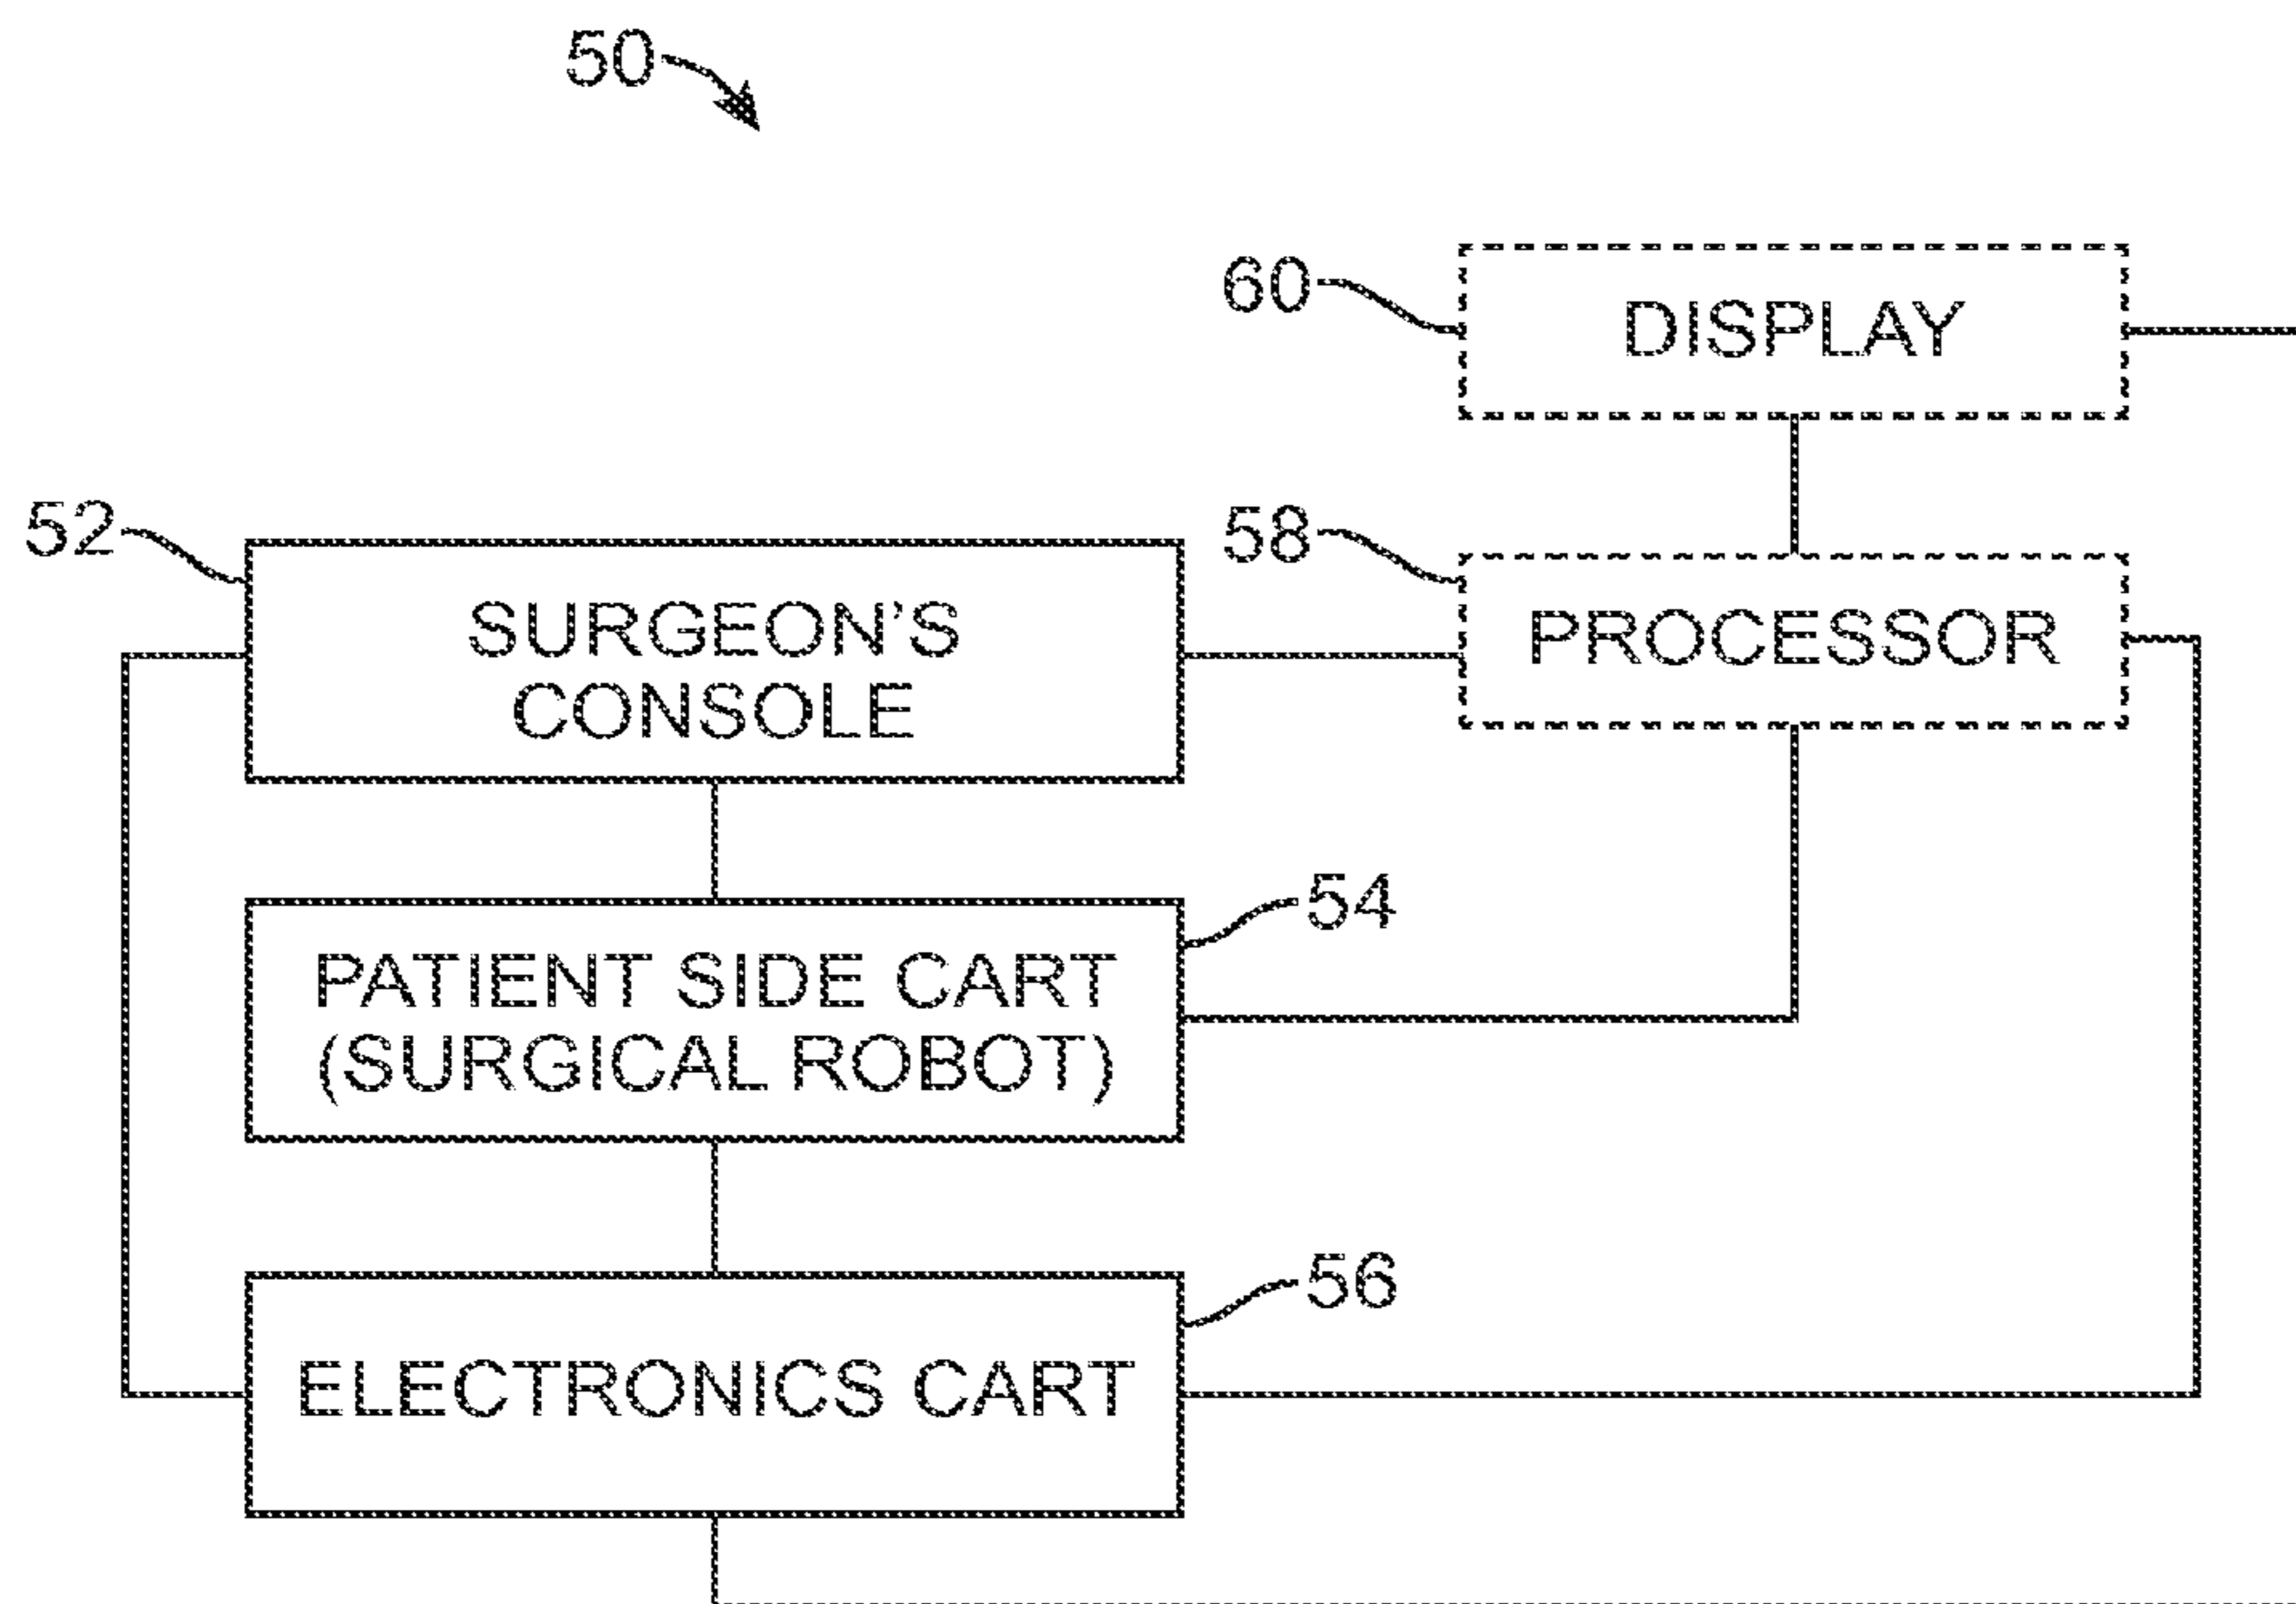 50
60
DISPLAY
52
58
SURGEON’S
CONSOLE
PROCESSOR
54
PATIENT SIDE CART
(SURGICAL ROBOT)
56
ELECTRONICS CART